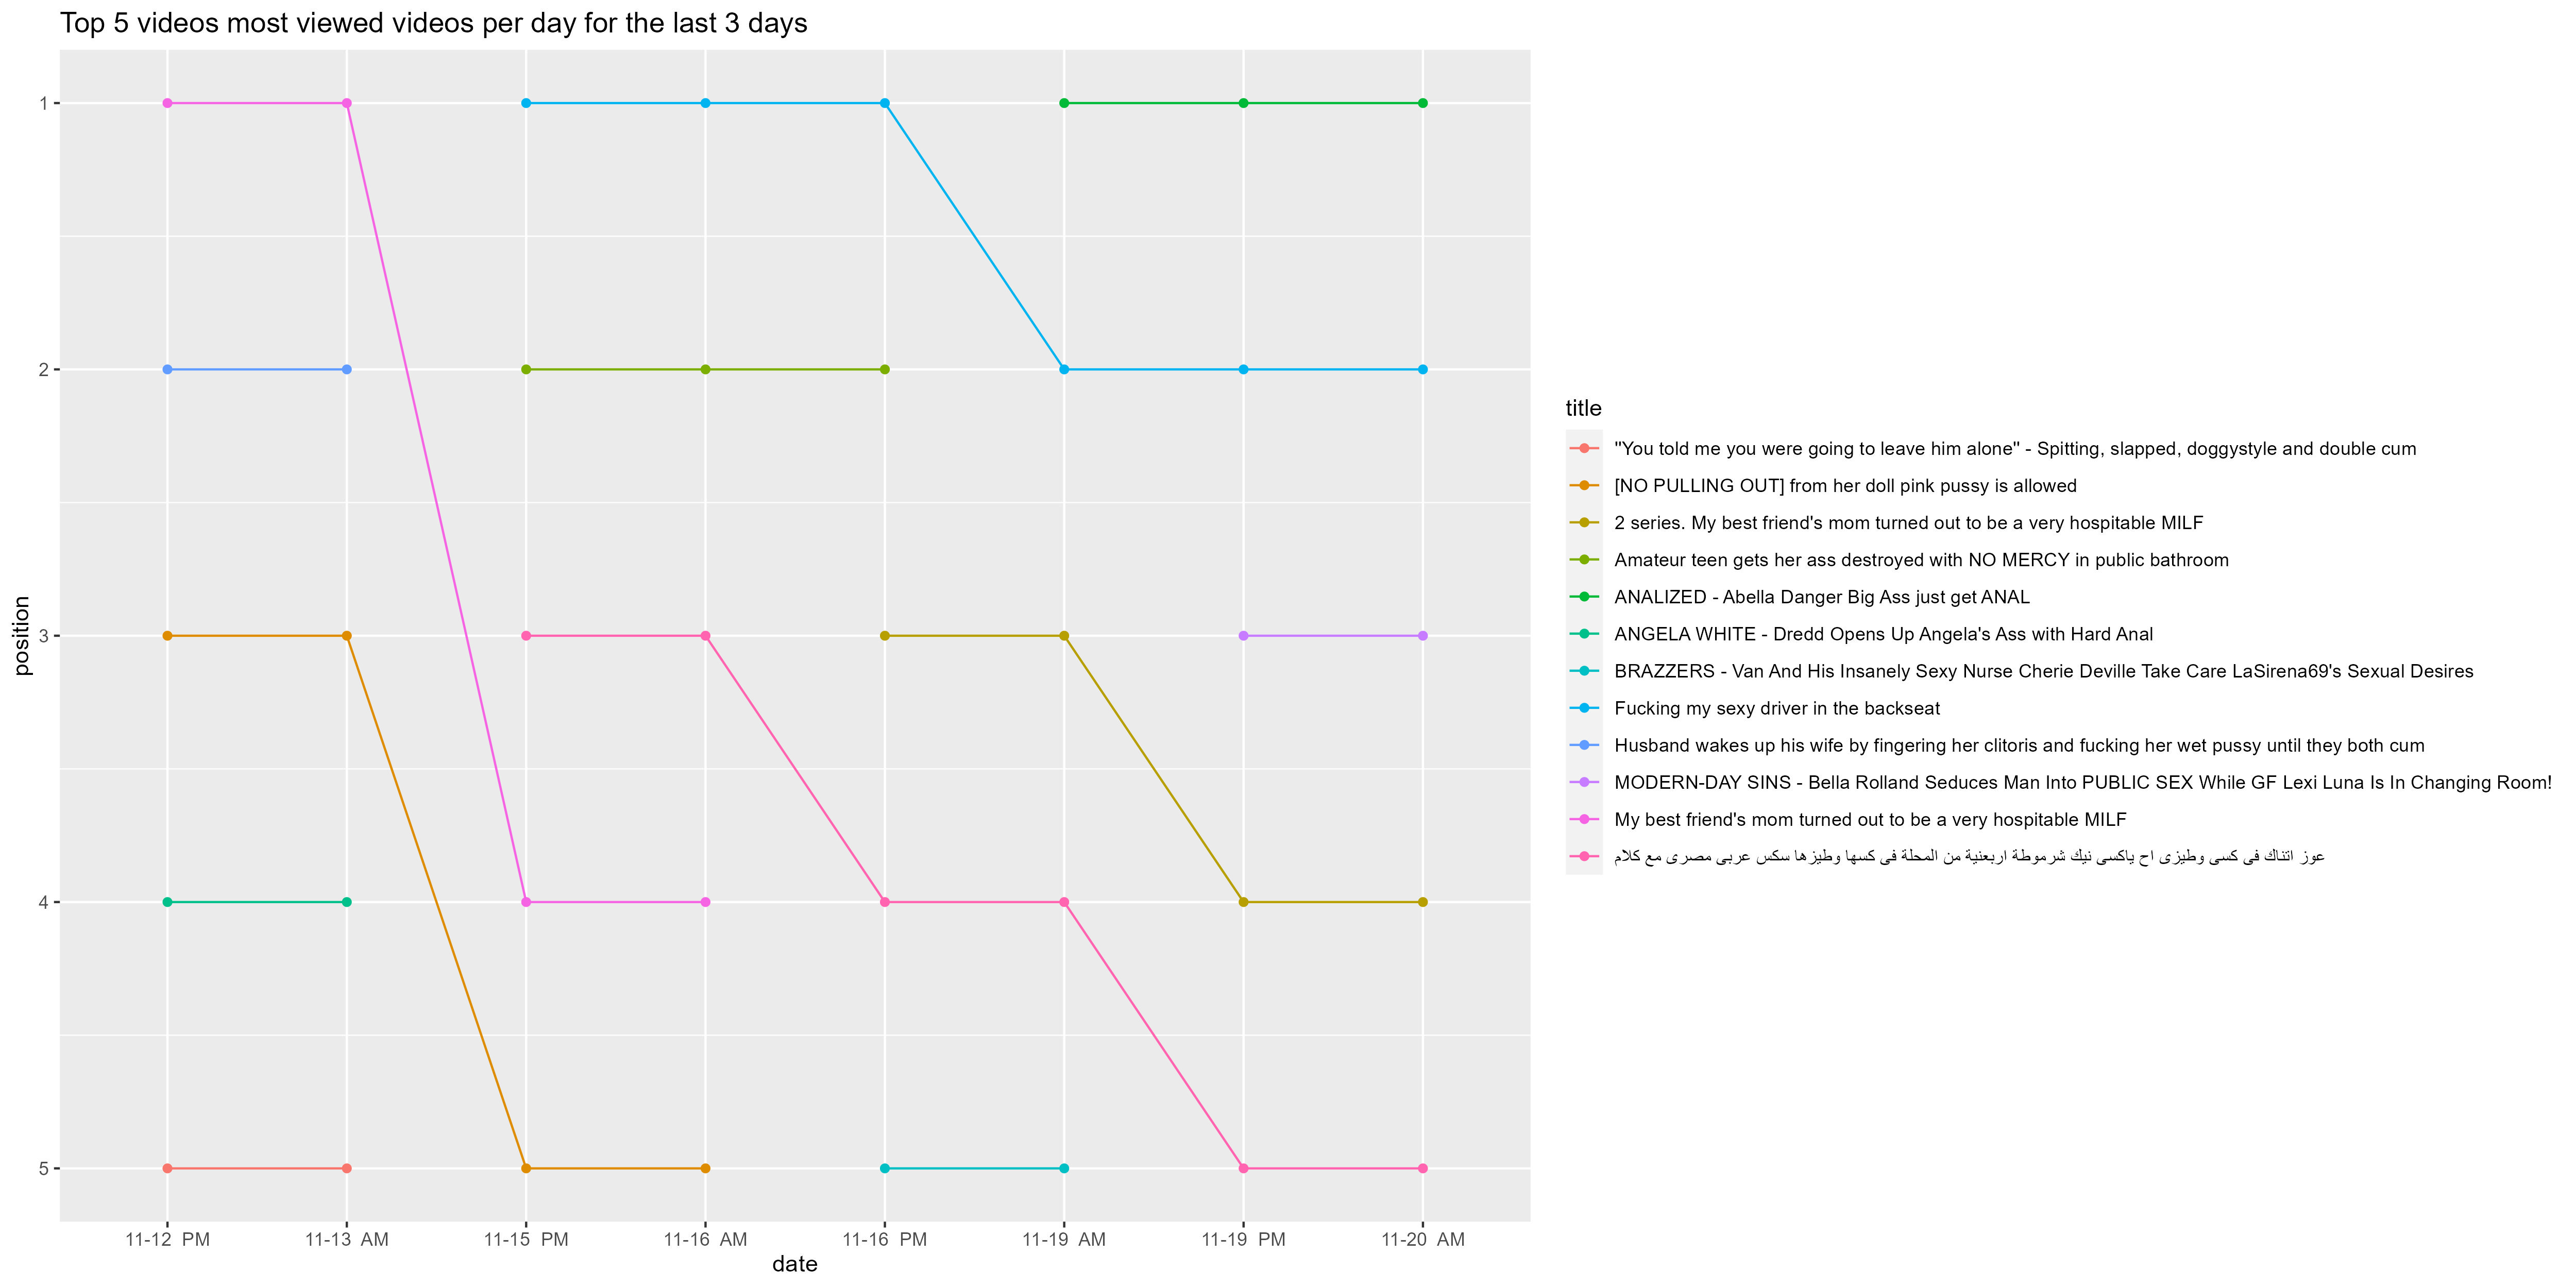 Top 5 videos most viewed videos per day for the last 3 days
position
1
2
3
4
5
11-12 PM
11-13 AM
11-15 PM
11-16 AM
11-16 PM
11-19 AM
11-19 PM
11-20 AM
date
title
"You told me you were going to leave him alone" - Spitting, slapped, doggystyle and double cum
[NO PULLING OUT] from her doll pink pussy is allowed
2 series. My best friend's mom turned out to be a very hospitable MILF
Amateur teen gets her ass destroyed with NO MERCY in public bathroom
ANALIZED - Abella Danger Big Ass just get ANAL
ANGELA WHITE - Dredd Opens Up Angela's Ass with Hard Anal
BRAZZERS - Van And His Insanely Sexy Nurse Cherie Deville Take Care LaSirena69's Sexual Desires
Fucking my sexy driver in the backseat
Husband wakes up his wife by fingering her clitoris and fucking her wet pussy until they both cum
MODERN-DAY SINS - Bella Rolland Seduces Man Into PUBLIC SEX While GF Lexi Luna Is In Changing Room!
My best friend's mom turned out to be a very hospitable MILF
عوز اتناك فى كسى وطيزى اح ياكسى نيك شرموطة اربعنية من المحلة فى كسها وطيزها سكس عربى مصرى مع كلام